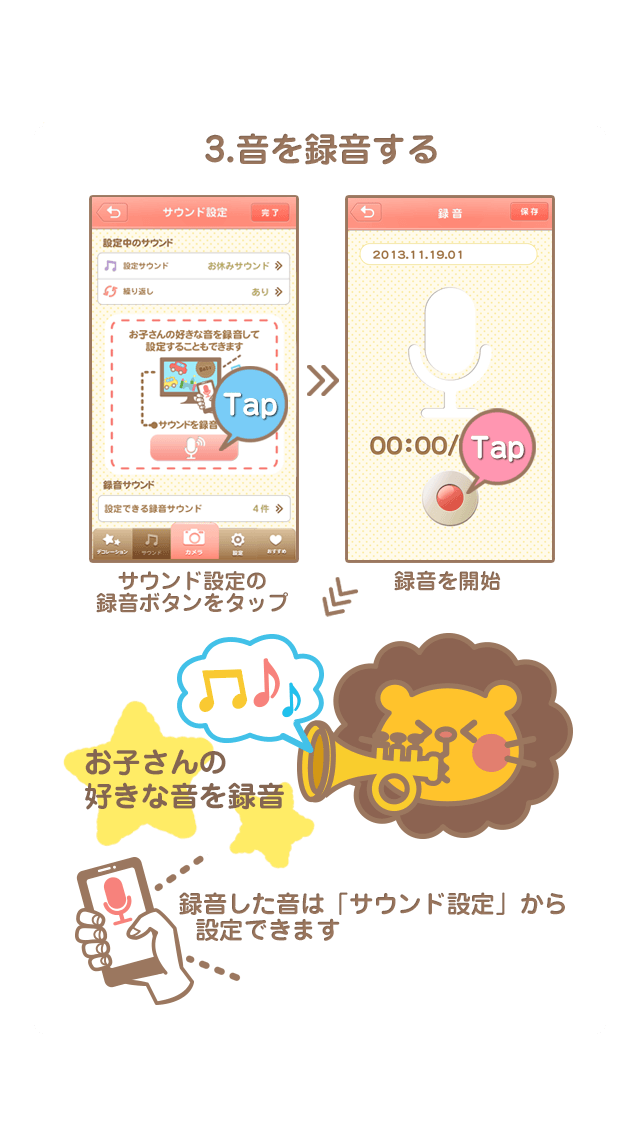 3.音を録音する
サウンド設定
完了
設定中のサウンド
設定サウンド
お休みサウンド
繰り返し
あり
お子さんの好きな音を録音して
設定することもできます
サウンドを録音
Tap
録音サウンド
設定できる録音サウンド
4件
デコレーション
サウンド
カメラ
設定
おすすめ
録音
保存
2013.11.19.01
00:00/
Tap
サウンド設定の
録音ボタンをタップ
録音を開始
お子さんの
好きな音を録音
録音した音は「サウンド設定」から
設定できます